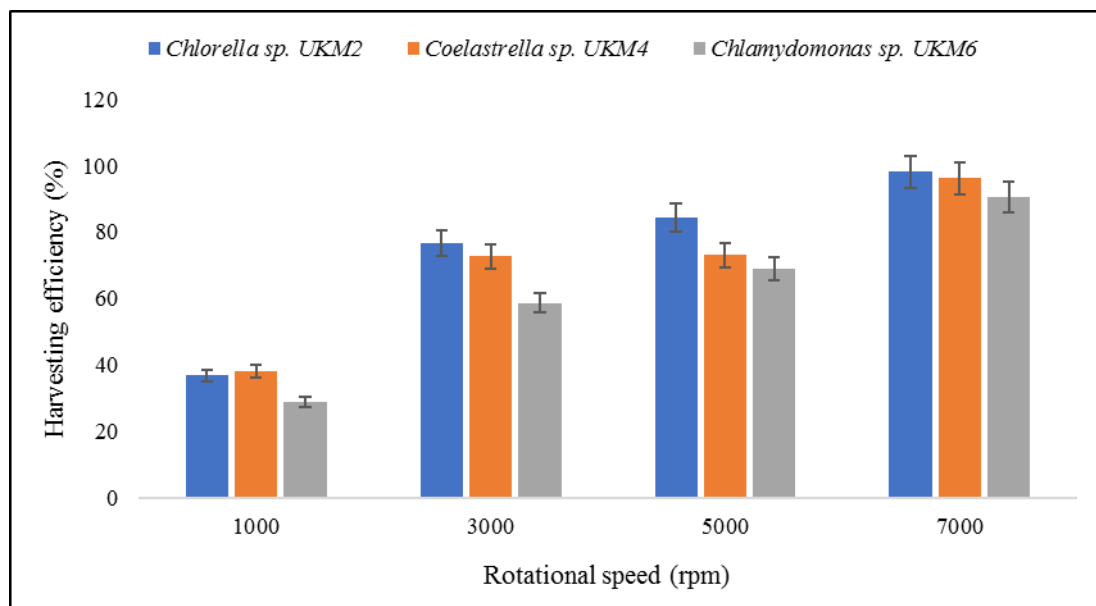 Chlorella sp. UKM2 Coelastrella sp. UKM4 Chlamydomonas sp. UKM6
120
100
80
60
40
20
0
Harvesting efficiency (%)
1000 3000 5000 7000
Rotational speed (rpm)